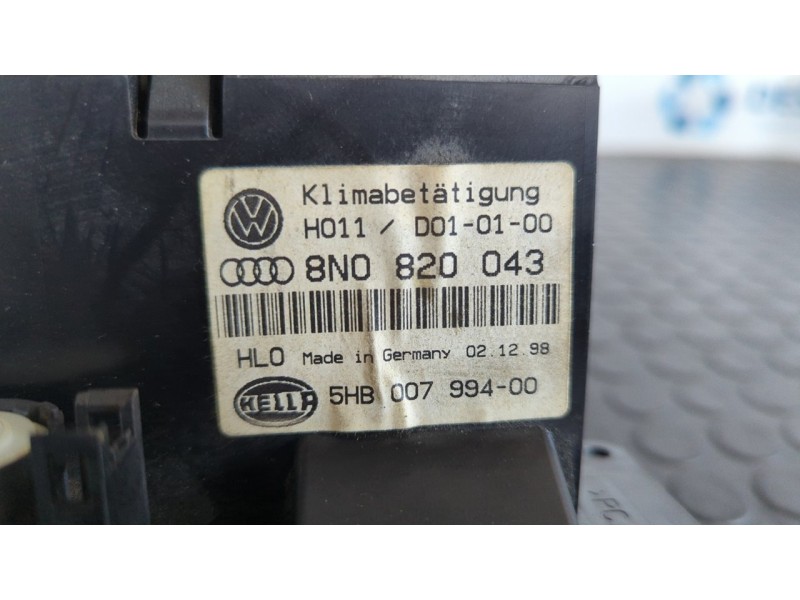 Klimabetätigung
H011 / D01-01-00
8N0 820 043
HLO Made in Germany 02.12.98
HELLA 5HB 007 994-00